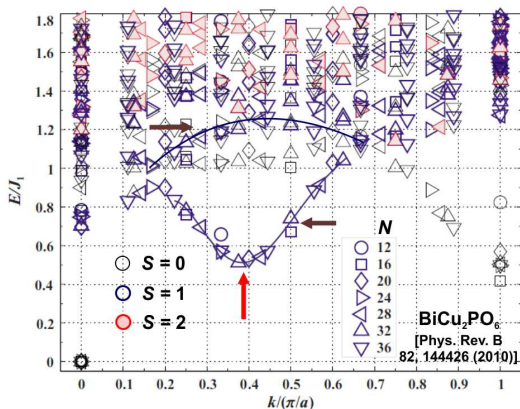 1.8
1.6
1.4
1.2
1
0.8
0.6
0.4
0.2
0
E/J₁
S = 0
S = 1
S = 2
N
12
16
20
24
28
32
36
BiCu₂PO₆
[Phys. Rev. B
82, 144426 (2010)]
0 0.1 0.2 0.3 0.4 0.5 0.6 0.7 0.8 0.9 1
k/(π/a)